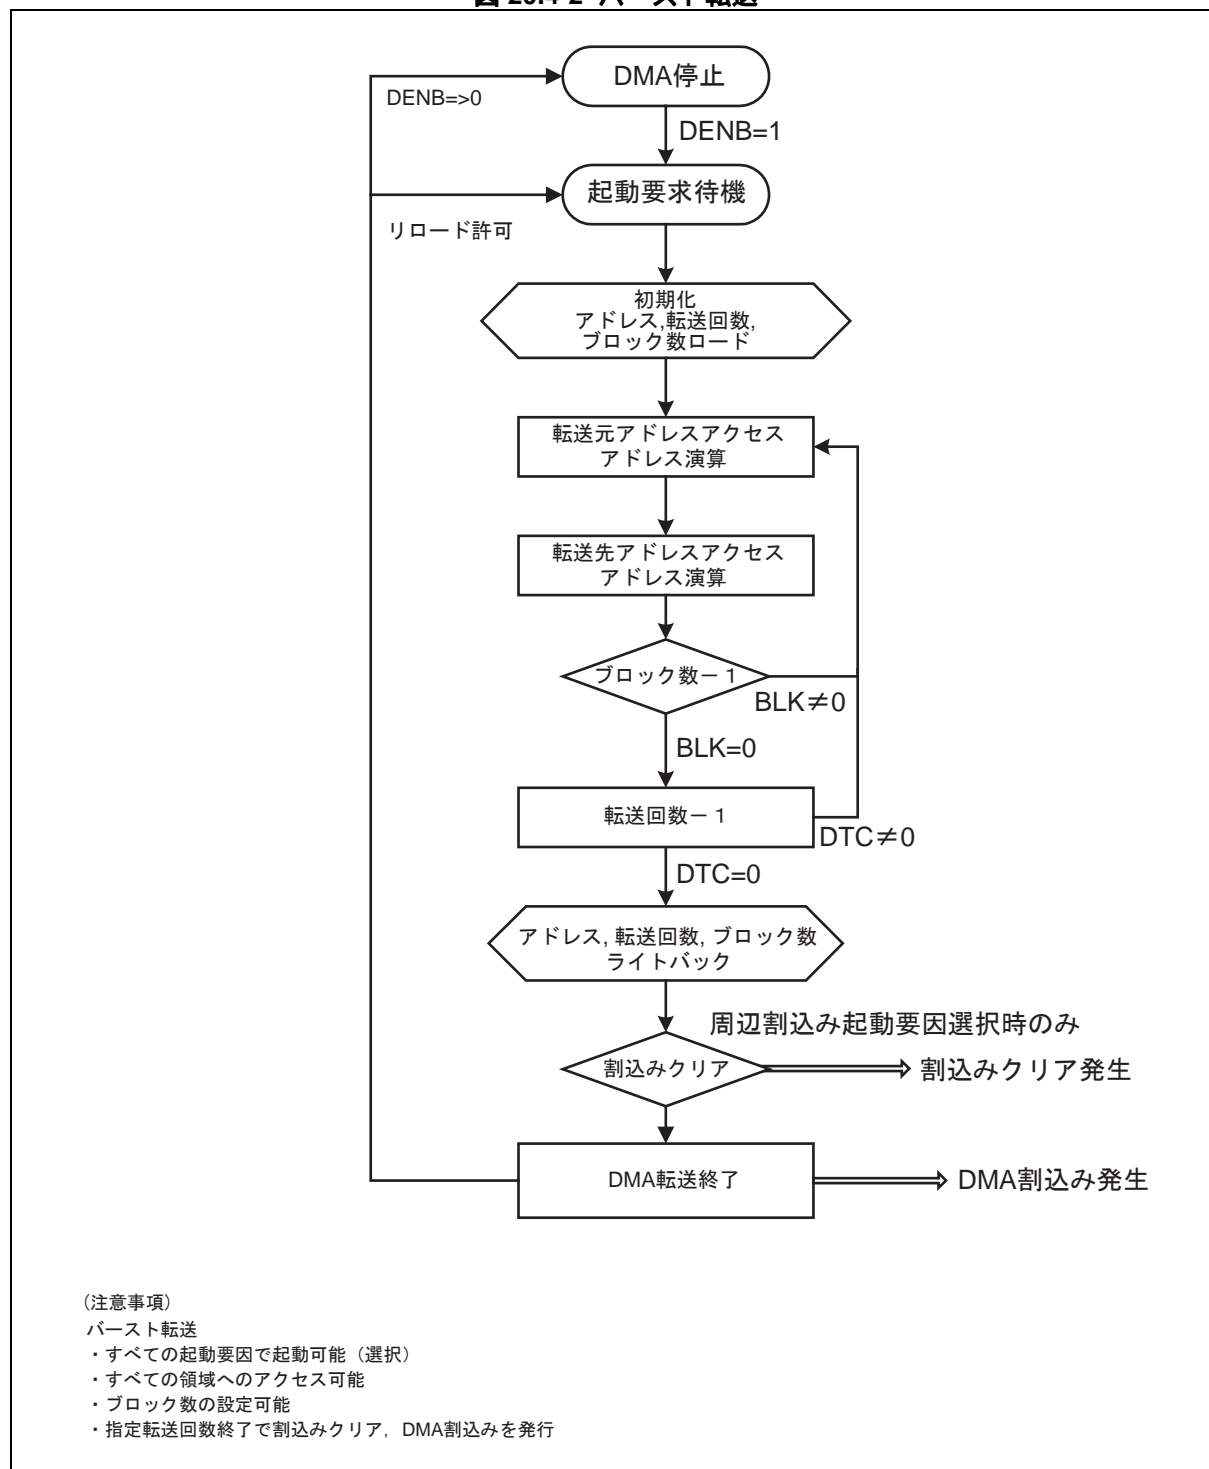 DMA停止
DENB=>0
DENB=1
起動要求待機
リロード許可
初期化
アドレス,転送回数,
ブロック数ロード
転送元アドレスアクセス
アドレス演算
転送先アドレスアクセス
アドレス演算
ブロック数－1
BLK≠0
BLK=0
転送回数－1
DTC≠0
DTC=0
アドレス, 転送回数, ブロック数
ライトバック
周辺割込み起動要因選択時のみ
割込みクリア
割込みクリア発生
DMA転送終了
DMA割込み発生
（注意事項）
バースト転送
・すべての起動要因で起動可能（選択）
・すべての領域へのアクセス可能
・ブロック数の設定可能
・指定転送回数終了で割込みクリア，DMA割込みを発行